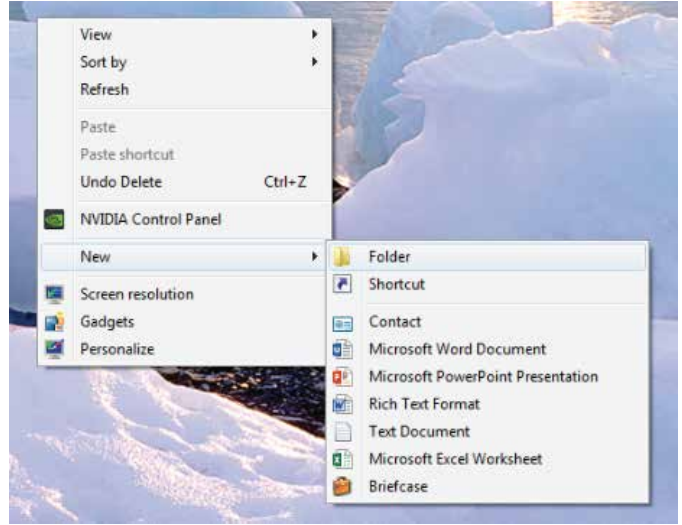 View
Sort by
Refresh
Paste
Paste shortcut
Undo Delete Ctrl+Z
NVIDIA Control Panel
New
Screen resolution
Gadgets
Personalize
Folder
Shortcut
Contact
Microsoft Word Document
Microsoft PowerPoint Presentation
Rich Text Format
Text Document
Microsoft Excel Worksheet
Briefcase